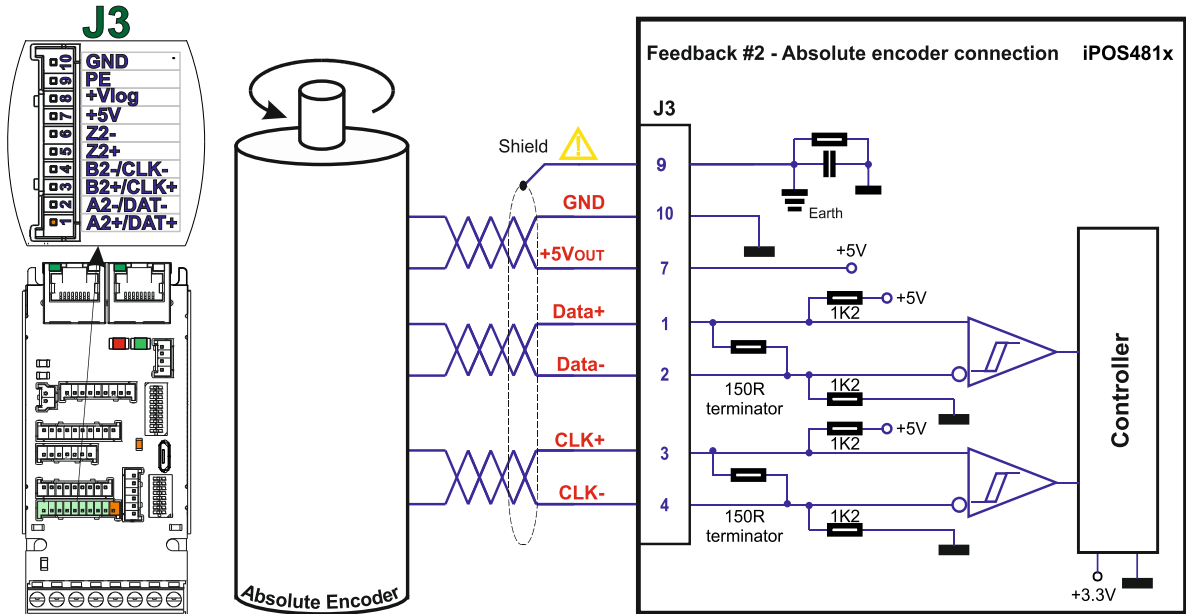 J3
10 GND
9 PE
8 +Vlog
7 +5V
6 Z2-
5 Z2+
4 B2-/CLK-
3 B2+/CLK+
2 A2-/DAT-
1 A2+/DAT+
Absolute Encoder
Shield
GND
+5VOUT
Data+
Data-
CLK+
CLK-
Feedback #2 - Absolute encoder connection iPOS481x
J3
9
10
7
1
2
3
4
Earth
+5V
+5V
1K2
150R
terminator
1K2
+5V
1K2
150R
terminator
1K2
Controller
+3.3V